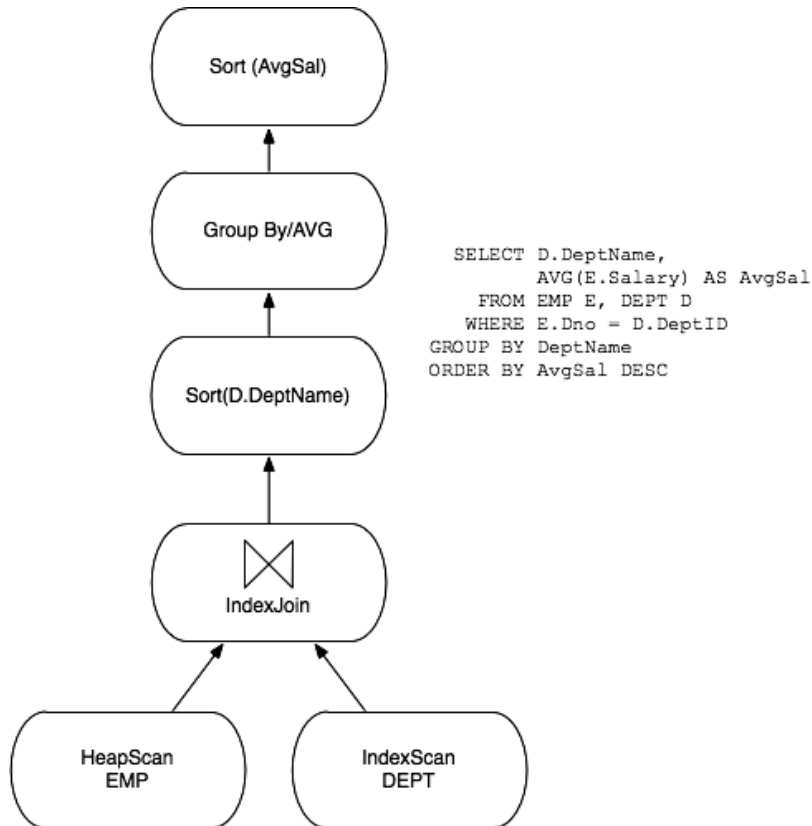 Sort (AvgSal)
Group By/AVG
SELECT D.DeptName,
AVG(E.Salary) AS AvgSal
FROM EMP E, DEPT D
WHERE E.Dno = D.DeptID
GROUP BY DeptName
ORDER BY AvgSal DESC
Sort(D.DeptName)
IndexJoin
HeapScan
EMP
IndexScan
DEPT